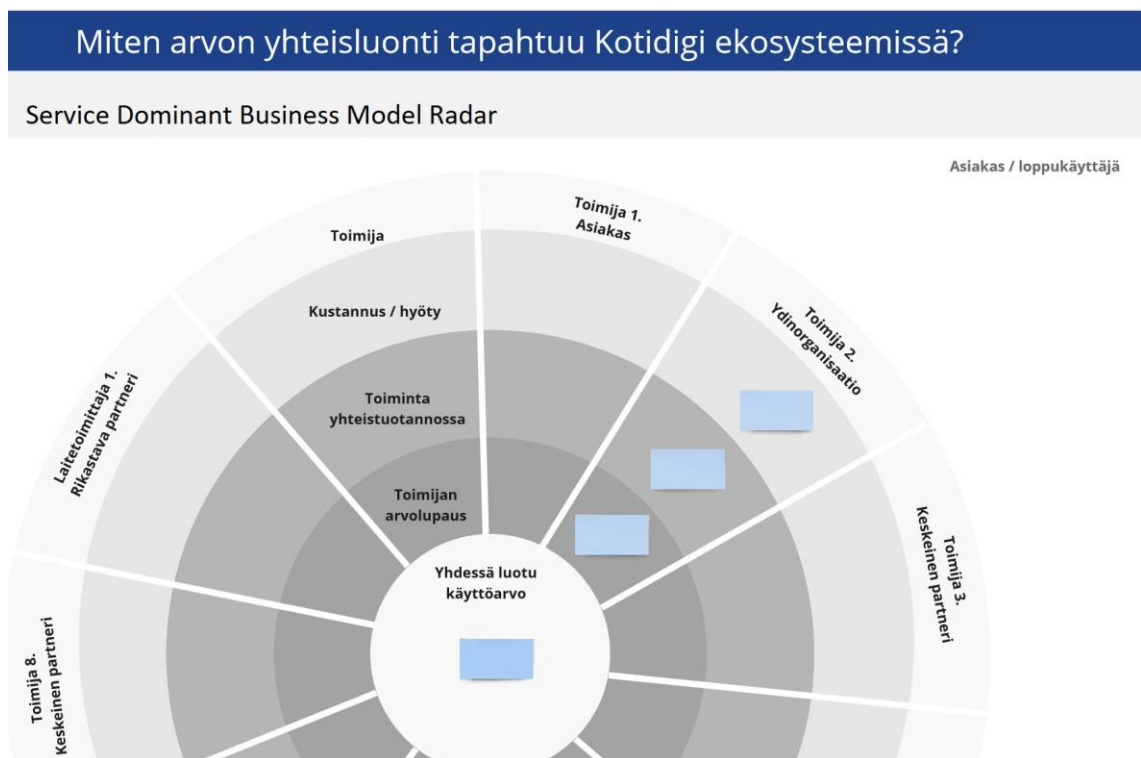 Miten arvon yhteisluonti tapahtuu Kotidigi ekosysteemissä?
Service Dominant Business Model Radar
Asiakas / loppukäyttäjä
Toimija
Toimija 1.
Asiakas
Kustannus / hyöty
Toimija 2.
Ydinorganisaatio
Laitetoimittaja 1.
Rikastava partneri
Toiminta
yhteistuotannossa
Toimijan
arvolupaus
Toimija 3.
Keskeinen partneri
Yhdessä luotu
käyttöarvo
Toimija 8.
Keskeinen partneri